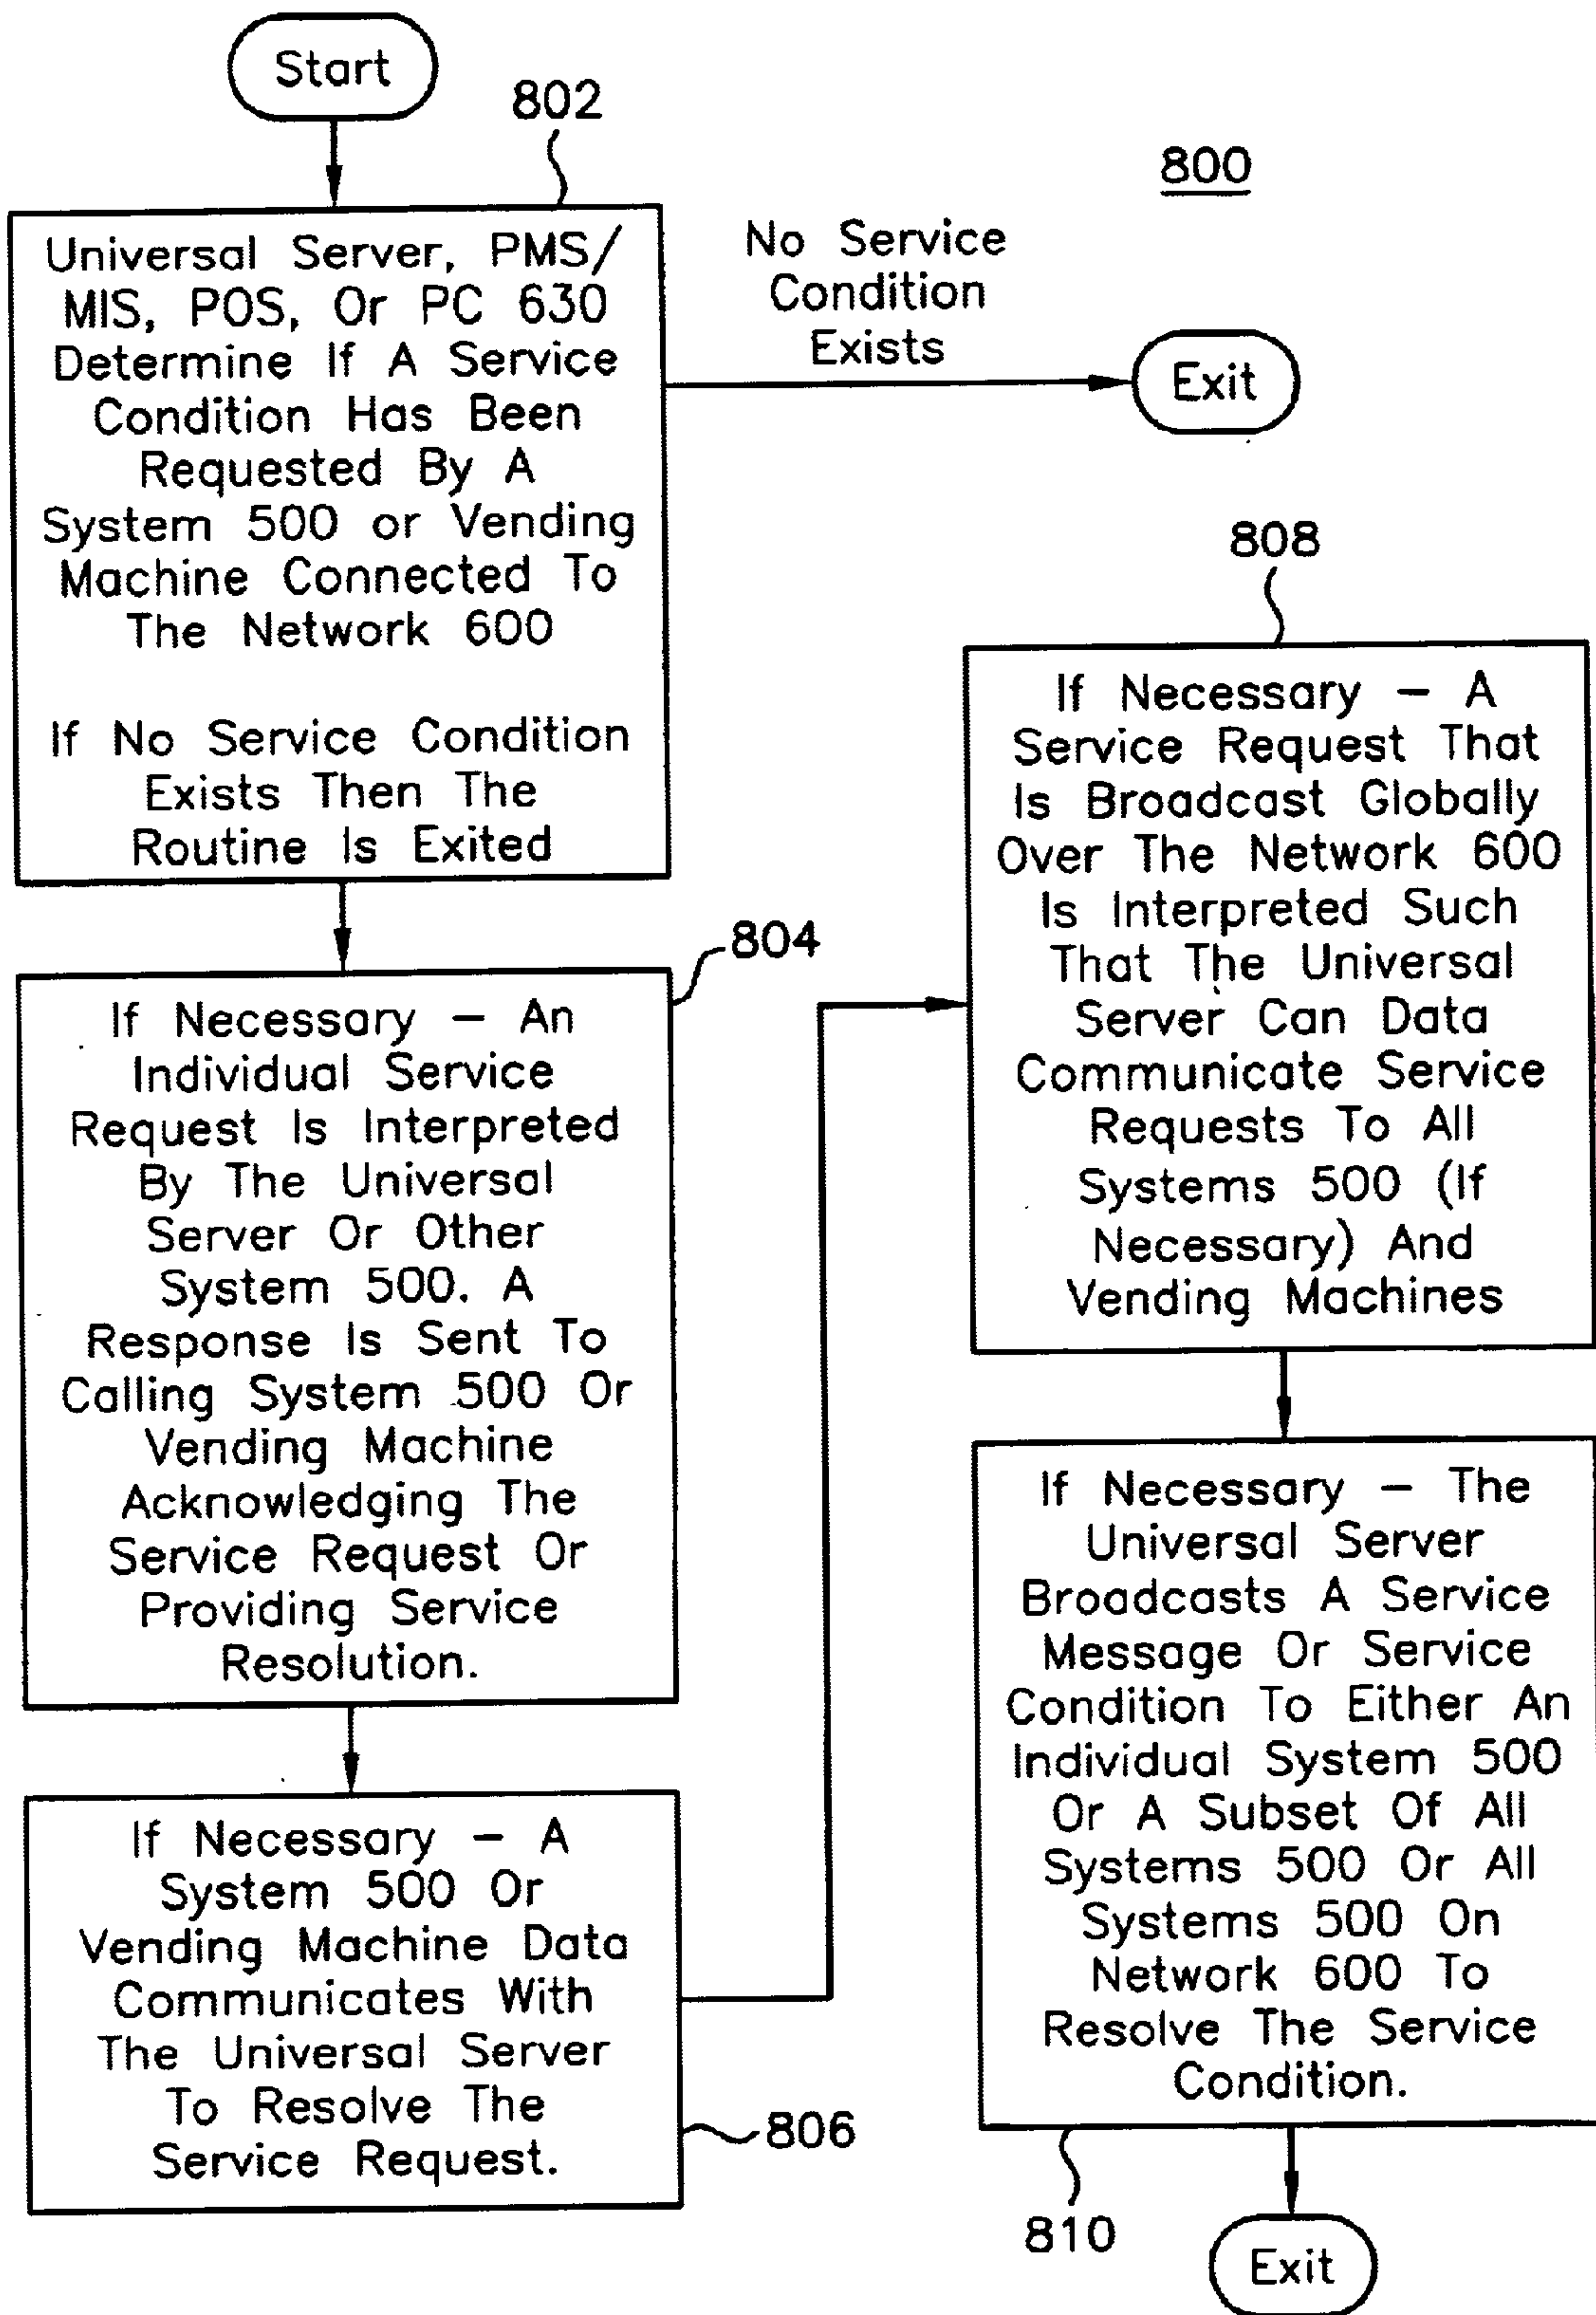 Start
802
800
Universal Server, PMS/
MIS, POS, Or PC 630
Determine If A Service
Condition Has Been
Requested By A
System 500 or Vending
Machine Connected To
The Network 600
If No Service Condition
Exists Then The
Routine Is Exited
No Service
Condition
Exists
Exit
804
If Necessary – An
Individual Service
Request Is Interpreted
By The Universal
Server Or Other
System 500. A
Response Is Sent To
Calling System 500 Or
Vending Machine
Acknowledging The
Service Request Or
Providing Service
Resolution.
If Necessary – A
System 500 Or
Vending Machine Data
Communicates With
The Universal Server
To Resolve The
Service Request.
806
808
If Necessary – A
Service Request That
Is Broadcast Globally
Over The Network 600
Is Interpreted Such
That The Universal
Server Can Data
Communicate Service
Requests To All
Systems 500 (If
Necessary) And
Vending Machines
If Necessary – The
Universal Server
Broadcasts A Service
Message Or Service
Condition To Either An
Individual System 500
Or A Subset Of All
Systems 500 Or All
Systems 500 On
Network 600 To
Resolve The Service
Condition.
810
Exit